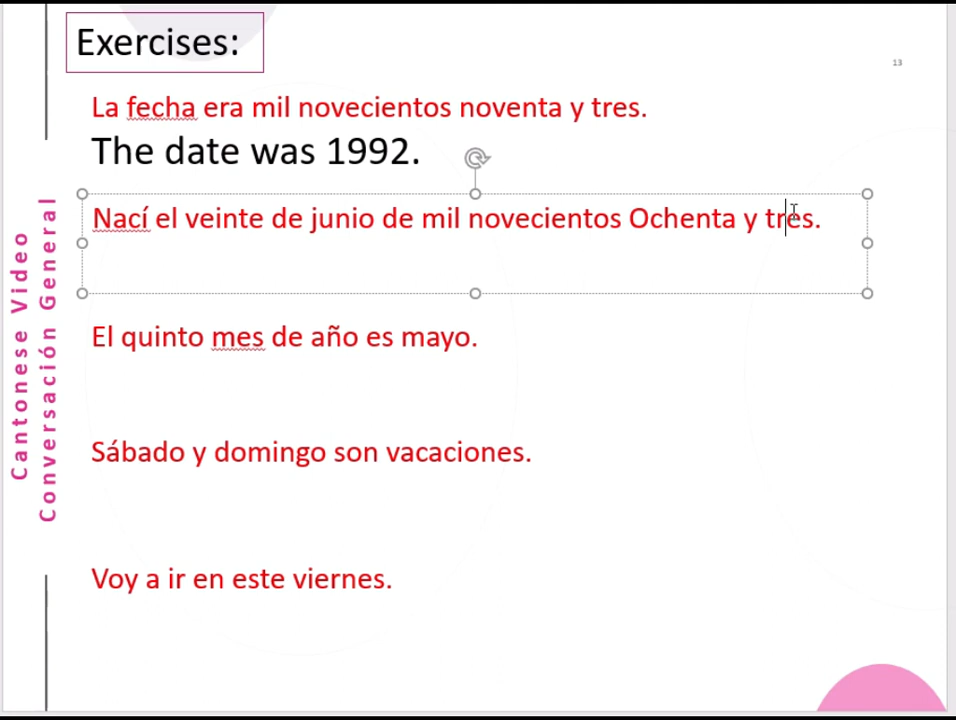 Exercises:
13
La fecha era mil novecientos noventa y tres.
The date was 1992.
Nací el veinte de junio de mil novecientos Ochenta y tres.
El quinto mes de año es mayo.
Sábado y domingo son vacaciones.
Voy a ir en este viernes.
Cantonese Video
Conversación General